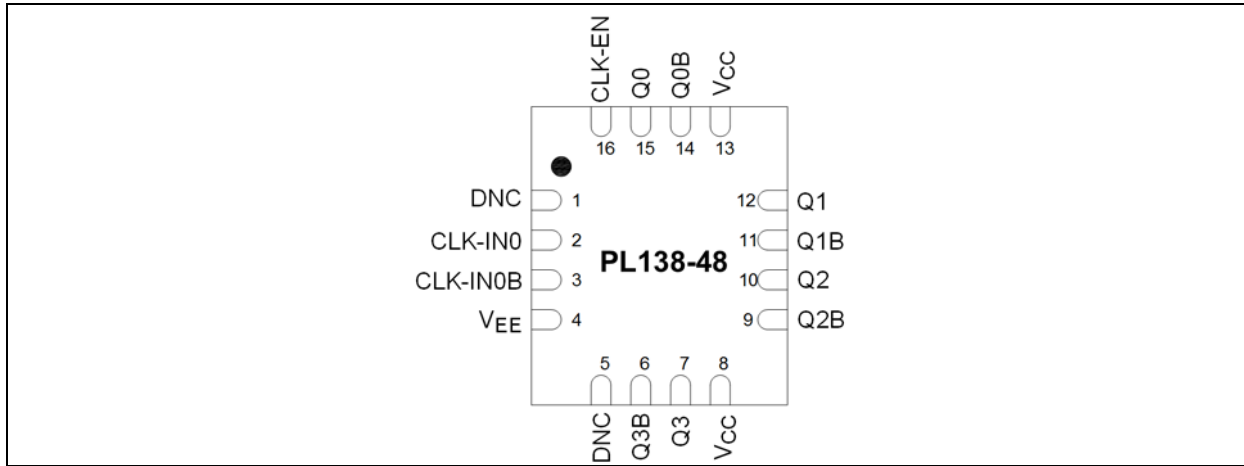 CLK-EN
Q0
Q0B
VCC
16 15 14 13
DNC 1
CLK-IN0 2
CLK-IN0B 3
VEE 4
PL138-48
12 Q1
11 Q1B
10 Q2
9 Q2B
5 6 7 8
DNC
Q3B
Q3
VCC